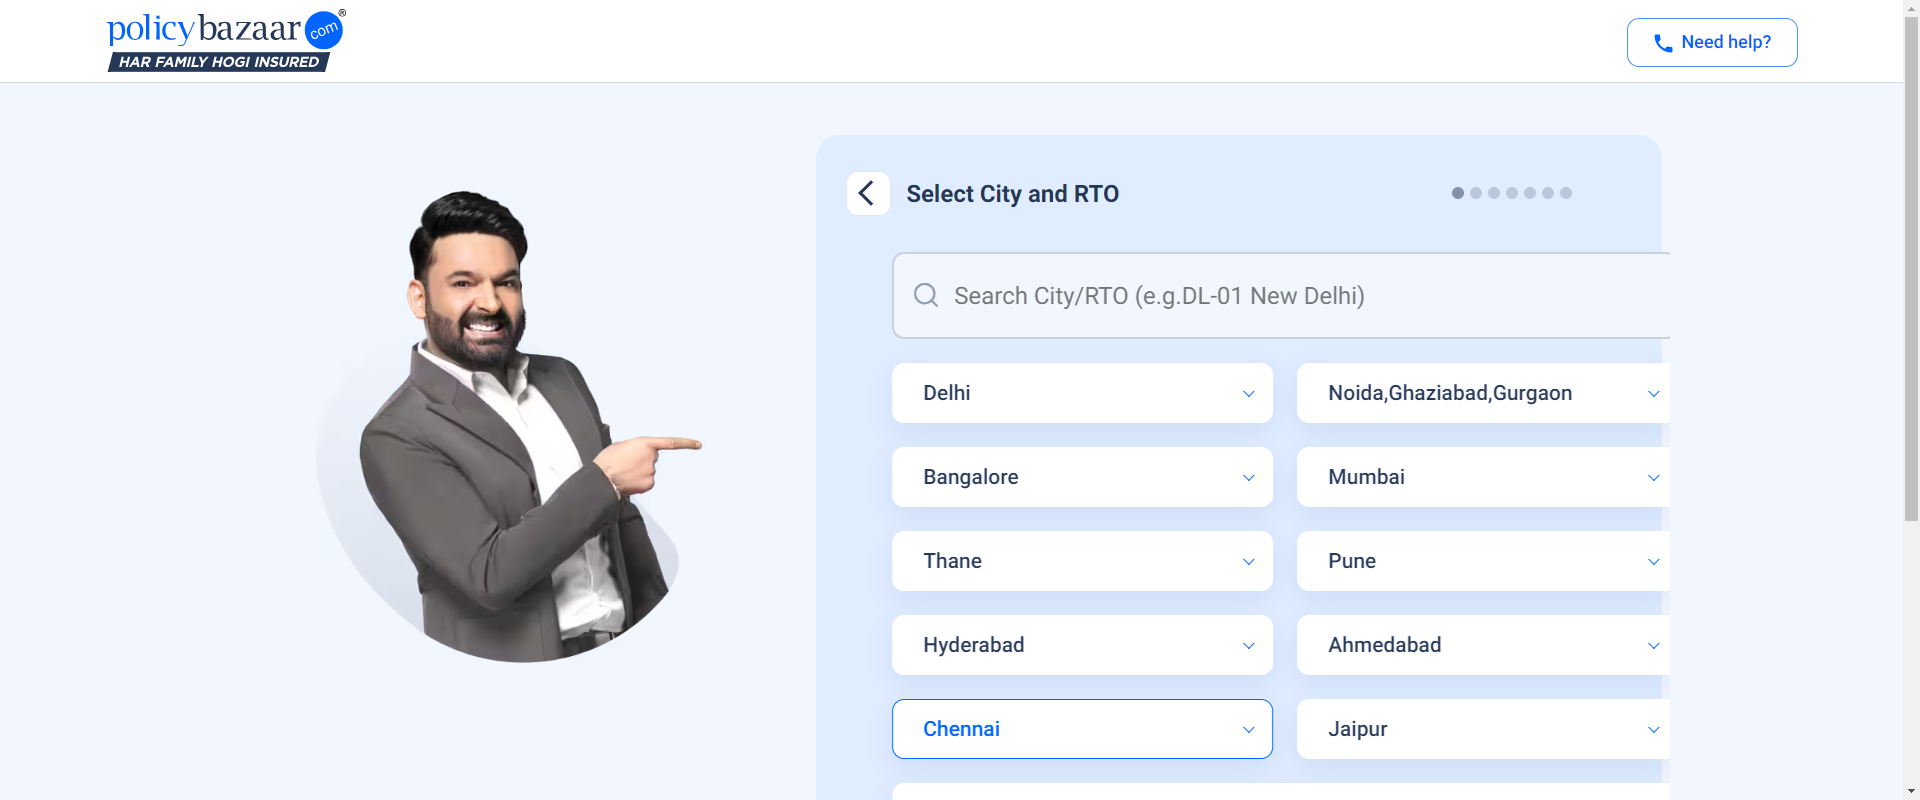 policybazaar.com®
HAR FAMILY HOGI INSURED
Need help?
Select City and RTO
Search City/RTO (e.g.DL-01 New Delhi)
Delhi
Noida,Ghaziabad,Gurgaon
Bangalore
Mumbai
Thane
Pune
Hyderabad
Ahmedabad
Chennai
Jaipur